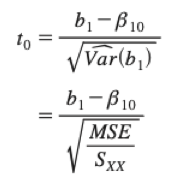 t₀ = (b₁ − β₁₀) / √(V̂ar(b₁))
= (b₁ − β₁₀) / √(MSE / S_XX)